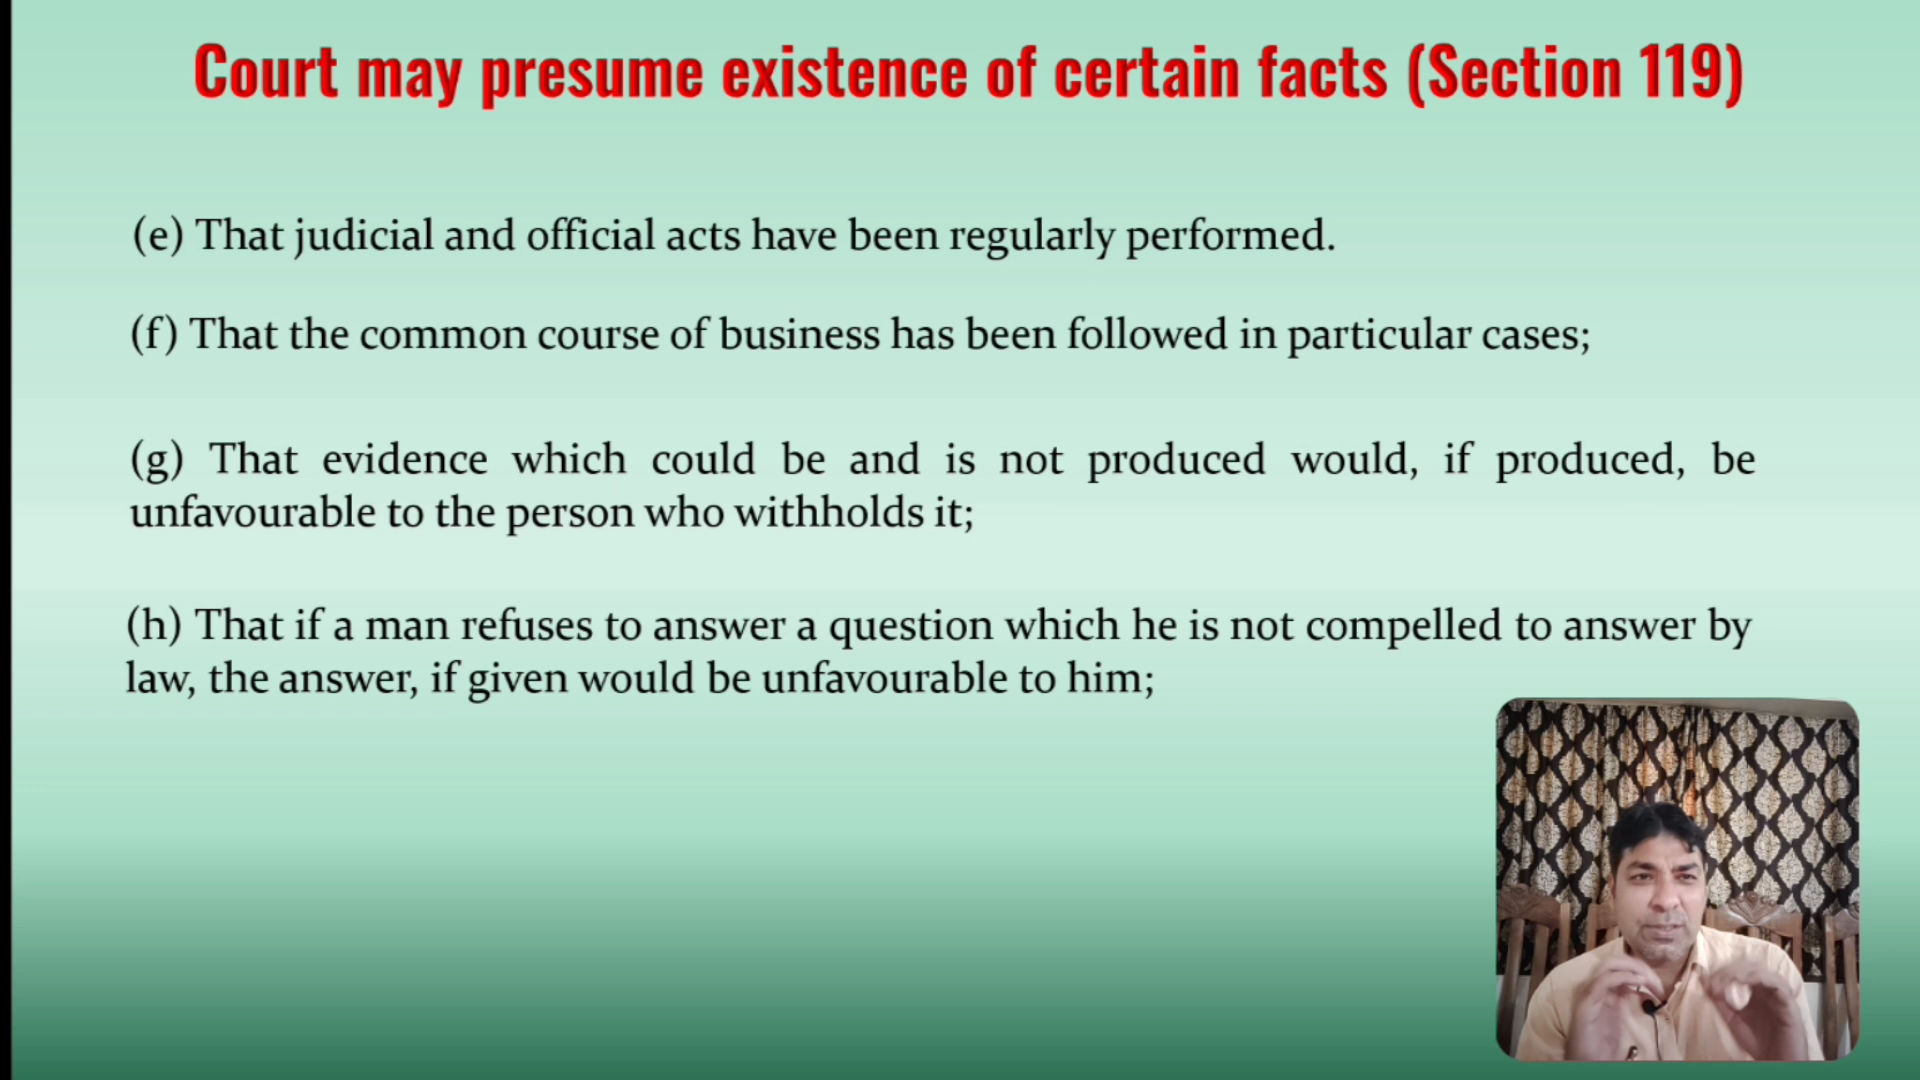 Court may presume existence of certain facts (Section 119)
(e) That judicial and official acts have been regularly performed.
(f) That the common course of business has been followed in particular cases;
(g) That evidence which could be and is not produced would, if produced, be
unfavourable to the person who withholds it;
(h) That if a man refuses to answer a question which he is not compelled to answer by
law, the answer, if given would be unfavourable to him;